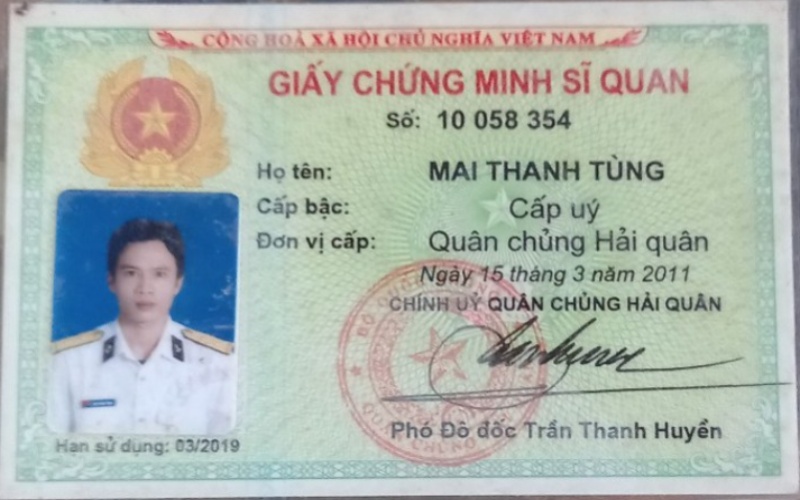 CỘNG HOÀ XÃ HỘI CHỦ NGHĨA VIỆT NAM
GIẤY CHỨNG MINH SĨ QUAN
Số: 10 058 354
Họ tên: MAI THANH TÙNG
Cấp bậc: Cấp uý
Đơn vị cấp: Quân chủng Hải quân
Ngày 15 tháng 3 năm 2011
CHÍNH UỶ QUÂN CHỦNG HẢI QUÂN
Phó Đô đốc Trần Thanh Huyền
Hạn sử dụng: 03/2019